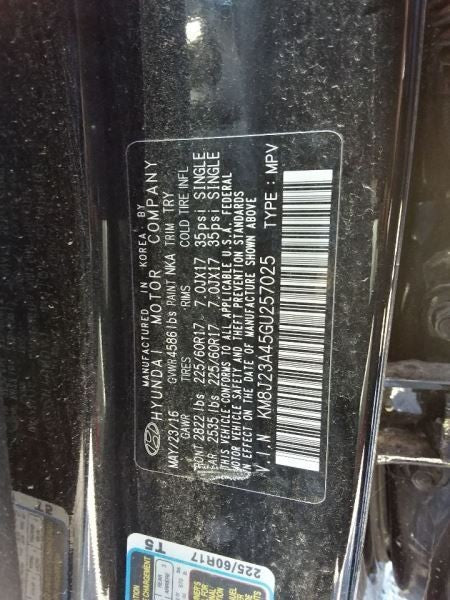 MANUFACTURED IN KOREA BY
HYUNDAI MOTOR COMPANY
MAY/23/16 GVWR 4586 lbs PAINT NKA TRIM TRY
GAWR TIRES RIMS COLD TIRE INFL
ONT 2822 lbs 225/60R17 7.0JX17 35psi SINGLE
EAR 2535 lbs 225/60R17 7.0JX17 35psi SINGLE
THIS VEHICLE CONFORMS TO ALL APPLICABLE U.S.A. FEDERAL
MOTOR VEHICLE SAFETY AND THEFT PREVENTION STANDARDS
IN EFFECT ON THE DATE OF MANUFACTURE SHOWN ABOVE
V.I.N KM8J23A45GU257025 TYPE: MPV
T5
225/60R17